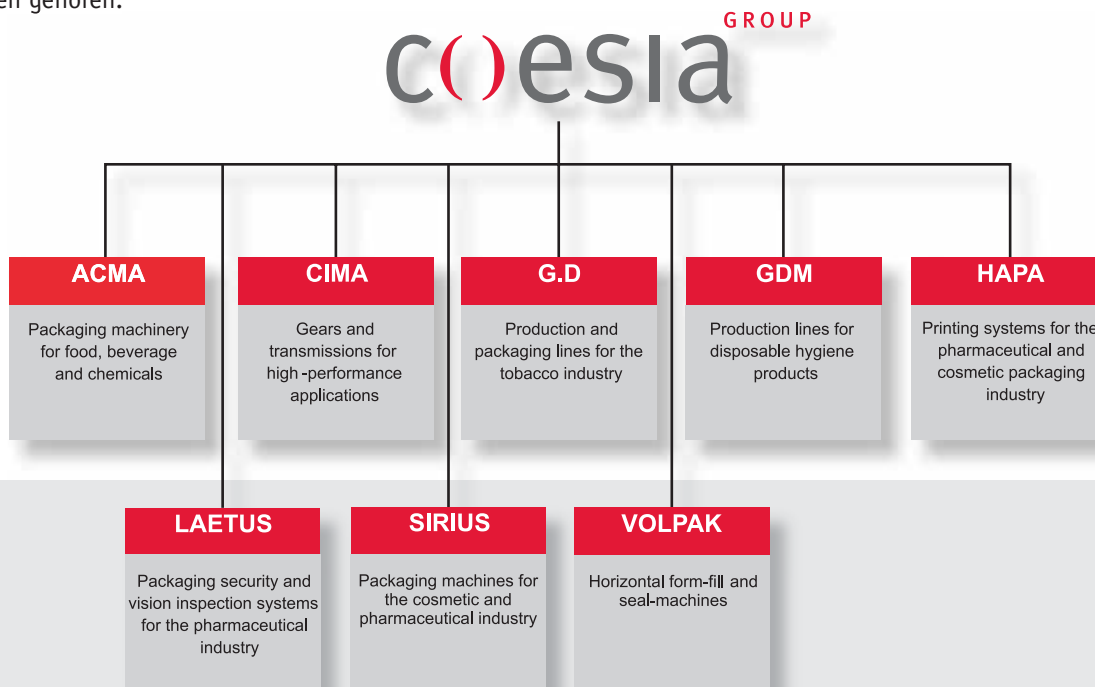 en gehören.
GROUP
coesia
ACMA
Packaging machinery
for food, beverage
and chemicals
CIMA
Gears and
transmissions for
high -performance
applications
G.D
Production and
packaging lines for the
tobacco industry
GDM
Production lines for
disposable hygiene
products
HAPA
Printing systems for the
pharmaceutical and
cosmetic packaging
industry
LAETUS
Packaging security and
vision inspection systems
for the pharmaceutical
industry
SIRIUS
Packaging machines for
the cosmetic and
pharmaceutical industry
VOLPAK
Horizontal form-fill and
seal-machines